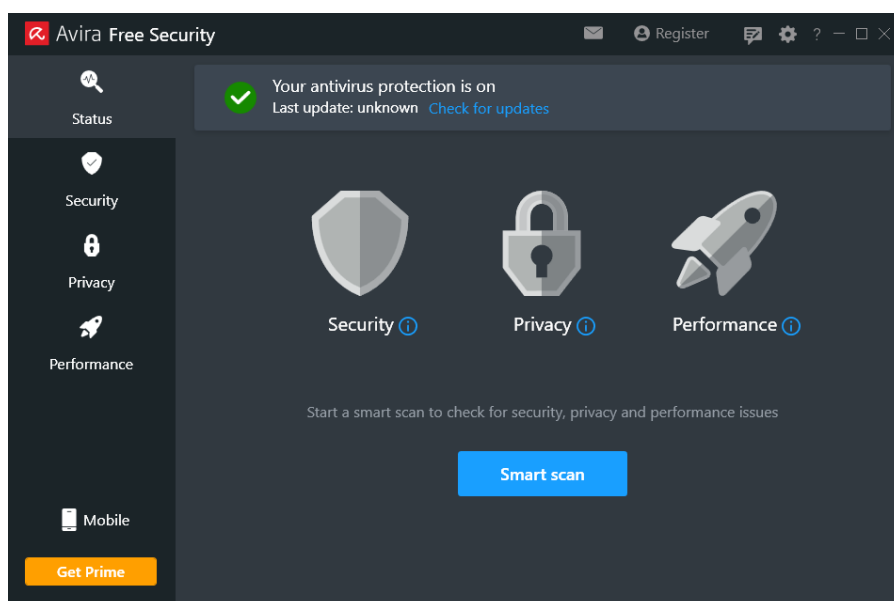 Avira Free Security
Register
?
Status
Security
Privacy
Performance
Mobile
Get Prime
Your antivirus protection is on
Last update: unknown Check for updates
Security
Privacy
Performance
Start a smart scan to check for security, privacy and performance issues
Smart scan